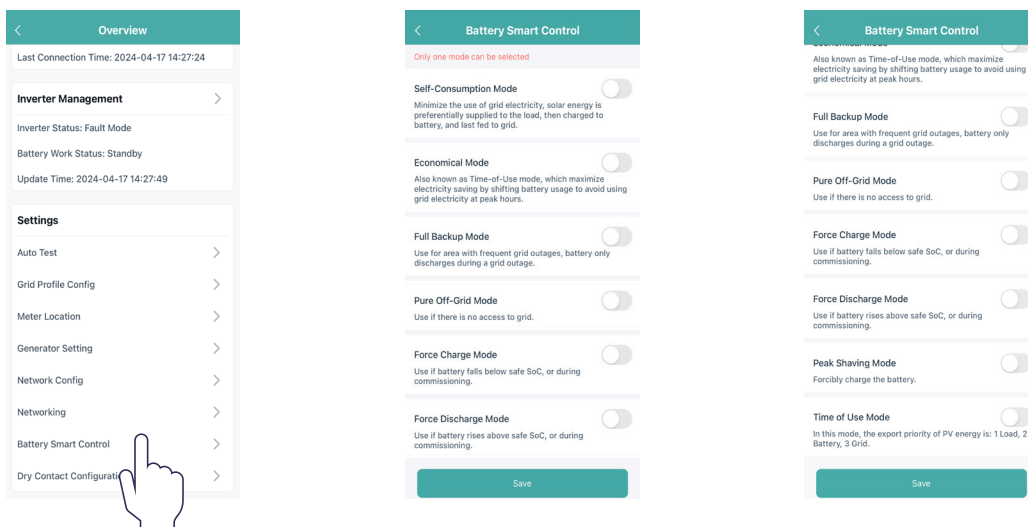 Overview
Last Connection Time: 2024-04-17 14:27:24
Inverter Management
Inverter Status: Fault Mode
Battery Work Status: Standby
Update Time: 2024-04-17 14:27:49
Settings
Auto Test
Grid Profile Config
Meter Location
Generator Setting
Network Config
Networking
Battery Smart Control
Dry Contact Configurati
Battery Smart Control
Only one mode can be selected
Self-Consumption Mode
Minimize the use of grid electricity, solar energy is
preferentially supplied to the load, then charged to
battery, and last fed to grid.
Economical Mode
Also known as Time-of-Use mode, which maximize
electricity saving by shifting battery usage to avoid using
grid electricity at peak hours.
Full Backup Mode
Use for area with frequent grid outages, battery only
discharges during a grid outage.
Pure Off-Grid Mode
Use if there is no access to grid.
Force Charge Mode
Use if battery falls below safe SoC, or during
commissioning.
Force Discharge Mode
Use if battery rises above safe SoC, or during
commissioning.
Save
Battery Smart Control
Economical Mode
Also known as Time-of-Use mode, which maximize
electricity saving by shifting battery usage to avoid using
grid electricity at peak hours.
Full Backup Mode
Use for area with frequent grid outages, battery only
discharges during a grid outage.
Pure Off-Grid Mode
Use if there is no access to grid.
Force Charge Mode
Use if battery falls below safe SoC, or during
commissioning.
Force Discharge Mode
Use if battery rises above safe SoC, or during
commissioning.
Peak Shaving Mode
Forcibly charge the battery.
Time of Use Mode
In this mode, the export priority of PV energy is: 1 Load, 2
Battery, 3 Grid.
Save